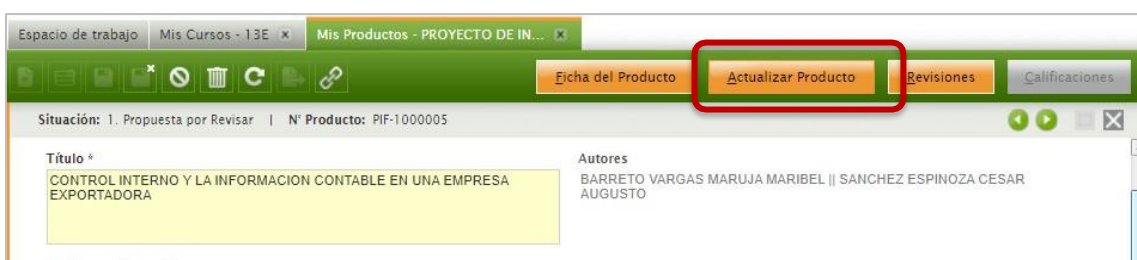 Espacio de trabajo Mis Cursos - 13E Mis Productos - PROYECTO DE IN...
Ficha del Producto Actualizar Producto Revisiones Calificaciones
Situación: 1. Propuesta por Revisar | N° Producto: PIF-1000005
Título * Autores
CONTROL INTERNO Y LA INFORMACION CONTABLE EN UNA EMPRESA BARRETO VARGAS MARUJA MARIBEL || SANCHEZ ESPINOZA CESAR
EXPORTADORA AUGUSTO